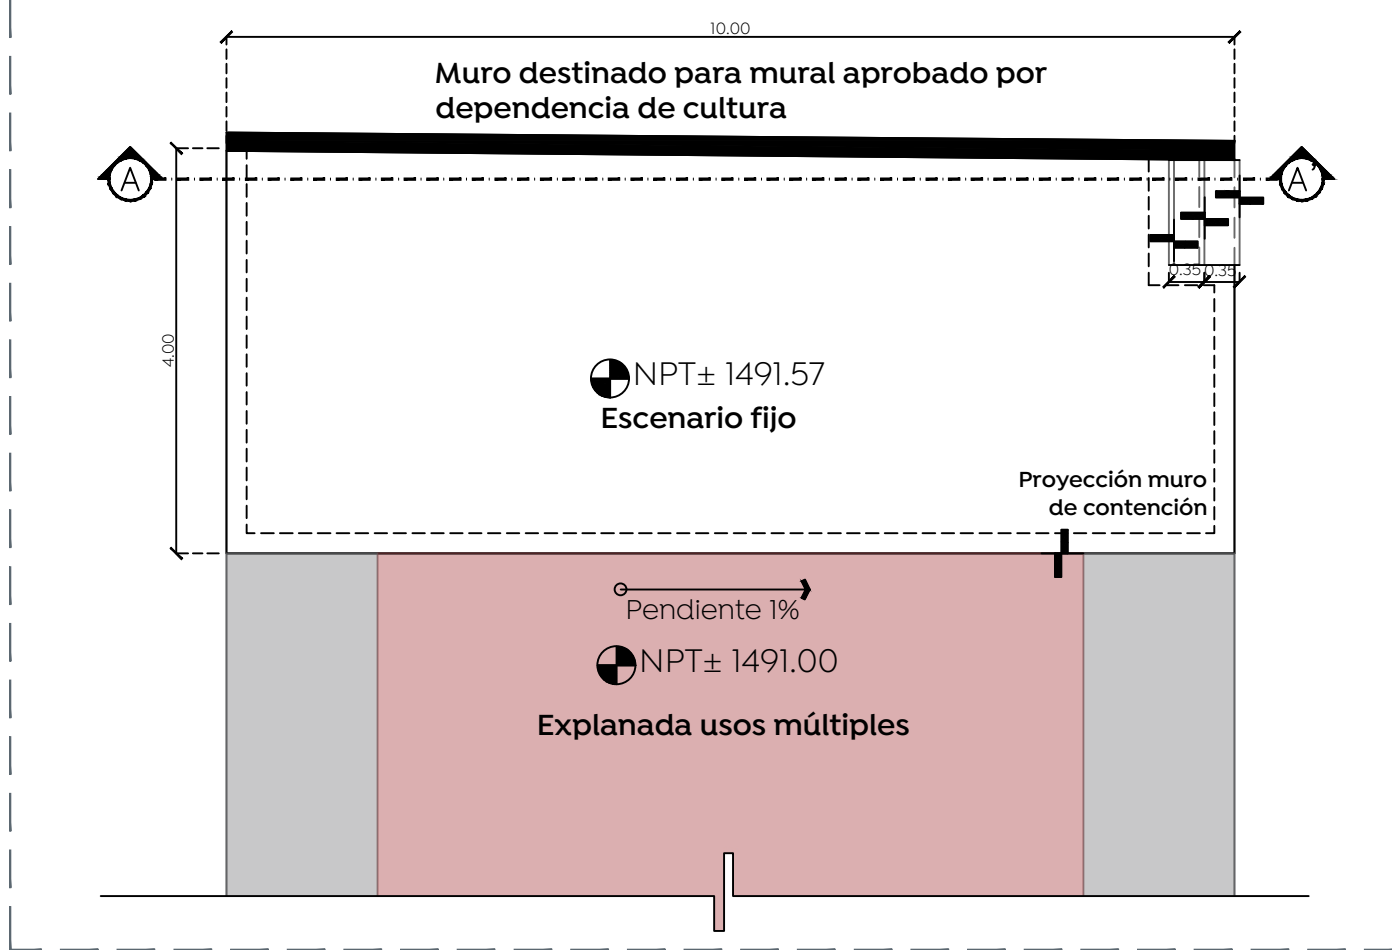 10.00
Muro destinado para mural aprobado por
dependencia de cultura
A
A'
0.35
0.35
4.00
NPT± 1491.57
Escenario fijo
Proyección muro
de contención
Pendiente 1%
NPT± 1491.00
Explanada usos múltiples